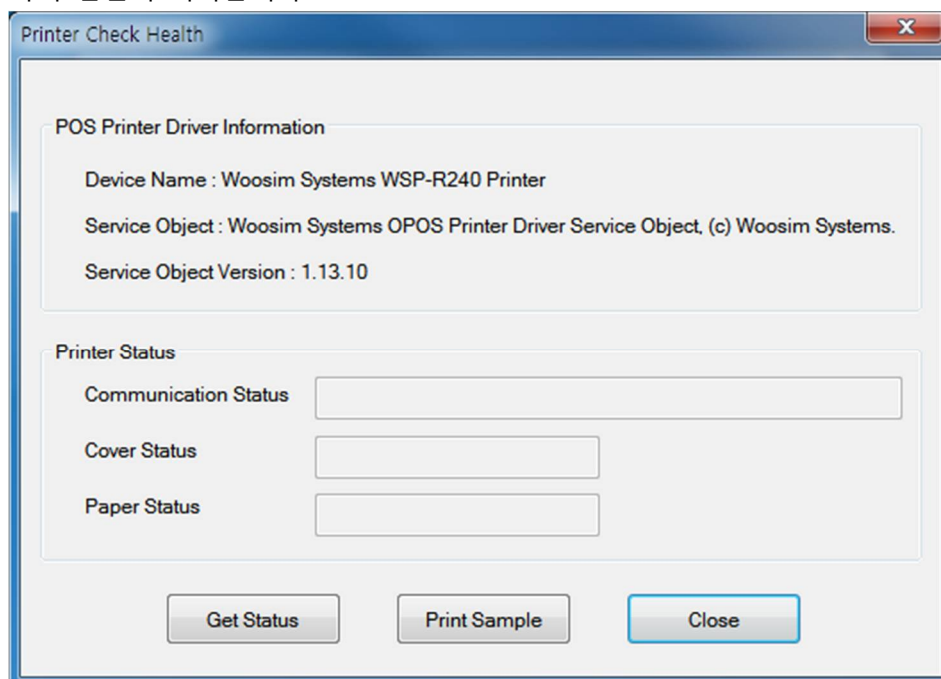 Printer Check Health
POS Printer Driver Information
Device Name : Woosim Systems WSP-R240 Printer
Service Object : Woosim Systems OPOS Printer Driver Service Object, (c) Woosim Systems.
Service Object Version : 1.13.10
Printer Status
Communication Status
Cover Status
Paper Status
Get Status Print Sample Close